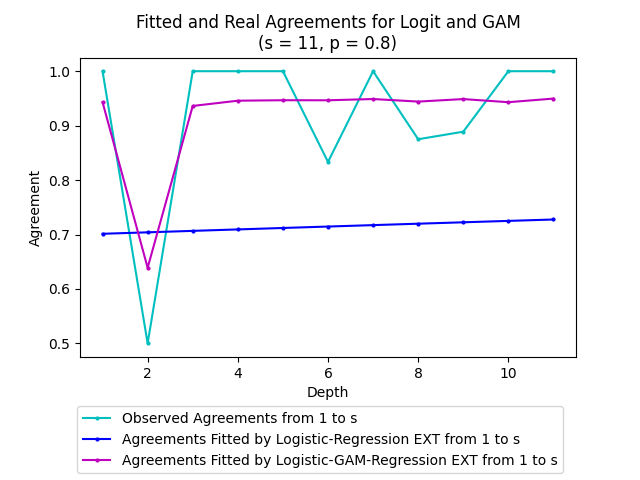 Fitted and Real Agreements for Logit and GAM
(s = 11, p = 0.8)
Agreement
1.0
0.9
0.8
0.7
0.6
0.5
2 4 6 8 10
Depth
Observed Agreements from 1 to s
Agreements Fitted by Logistic-Regression EXT from 1 to s
Agreements Fitted by Logistic-GAM-Regression EXT from 1 to s